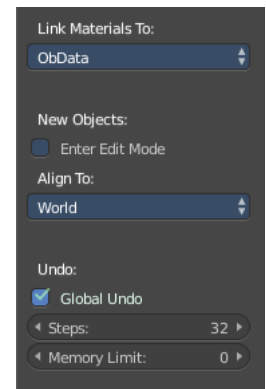 Link Materials To:
ObData
New Objects:
Enter Edit Mode
Align To:
World
Undo:
Global Undo
Steps: 32
Memory Limit: 0